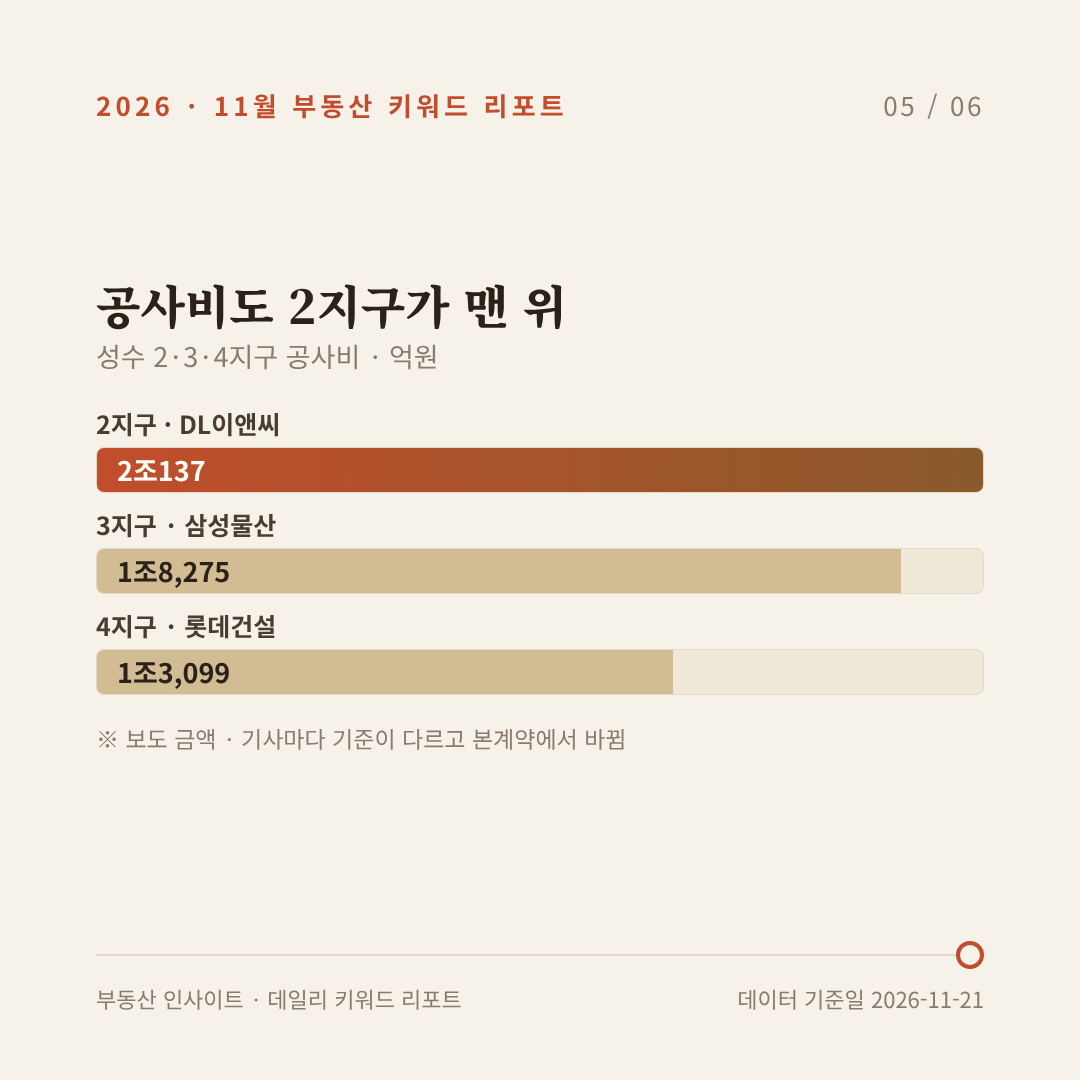 2026 · 11월 부동산 키워드 리포트
05 / 06
공사비도 2지구가 맨 위
성수 2·3·4지구 공사비 · 억원
2지구 · DL이앤씨
2조137
3지구 · 삼성물산
1조8,275
4지구 · 롯데건설
1조3,099
※ 보도 금액 · 기사마다 기준이 다르고 본계약에서 바뀜
부동산 인사이트 · 데일리 키워드 리포트
데이터 기준일 2026-11-21